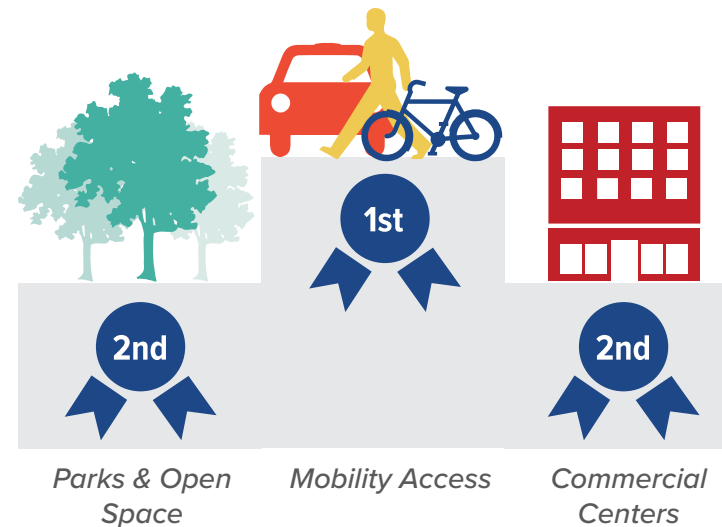 1st
2nd
2nd
Parks & Open
Space
Mobility Access
Commercial
Centers